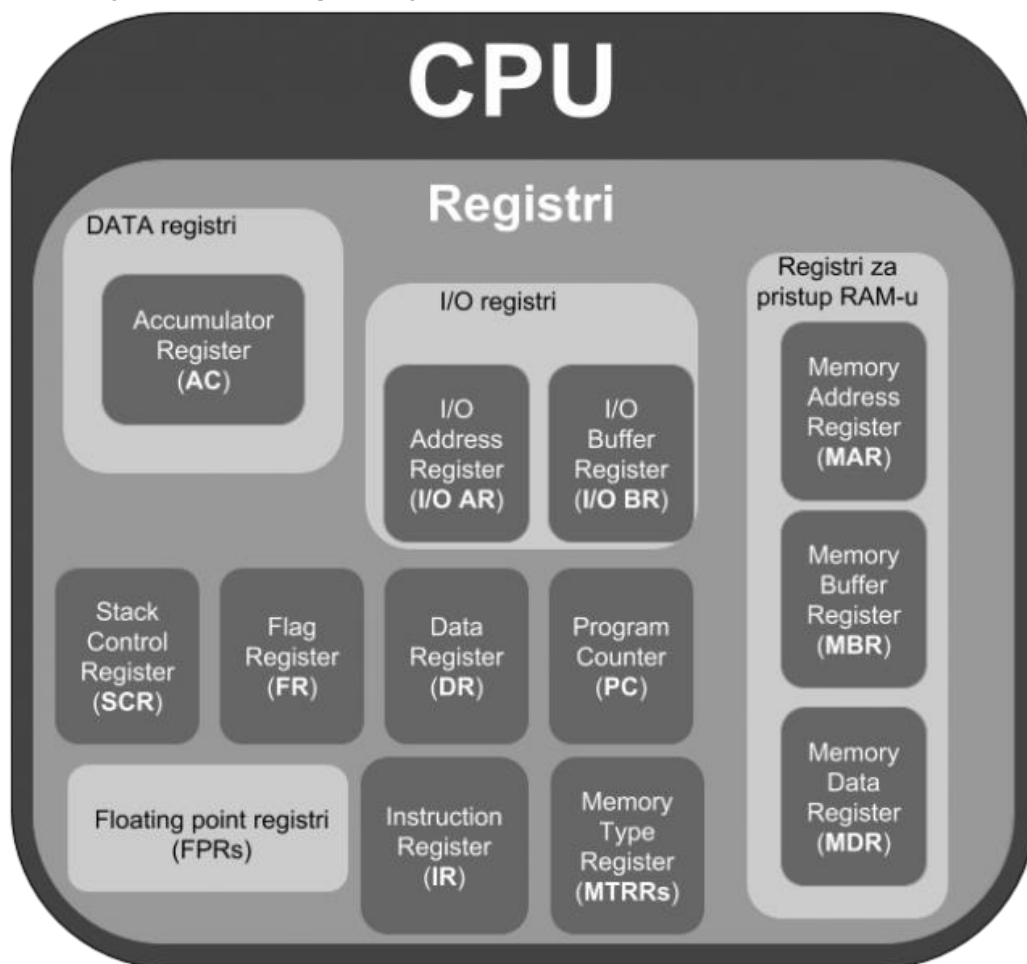 CPU
Registri
DATA registri
Accumulator
Register
(AC)
I/O registri
I/O
Address
Register
(I/O AR)
I/O
Buffer
Register
(I/O BR)
Registri za
pristup RAM-u
Memory
Address
Register
(MAR)
Memory
Buffer
Register
(MBR)
Memory
Data
Register
(MDR)
Stack
Control
Register
(SCR)
Flag
Register
(FR)
Data
Register
(DR)
Program
Counter
(PC)
Floating point registri
(FPRs)
Instruction
Register
(IR)
Memory
Type
Register
(MTRRs)